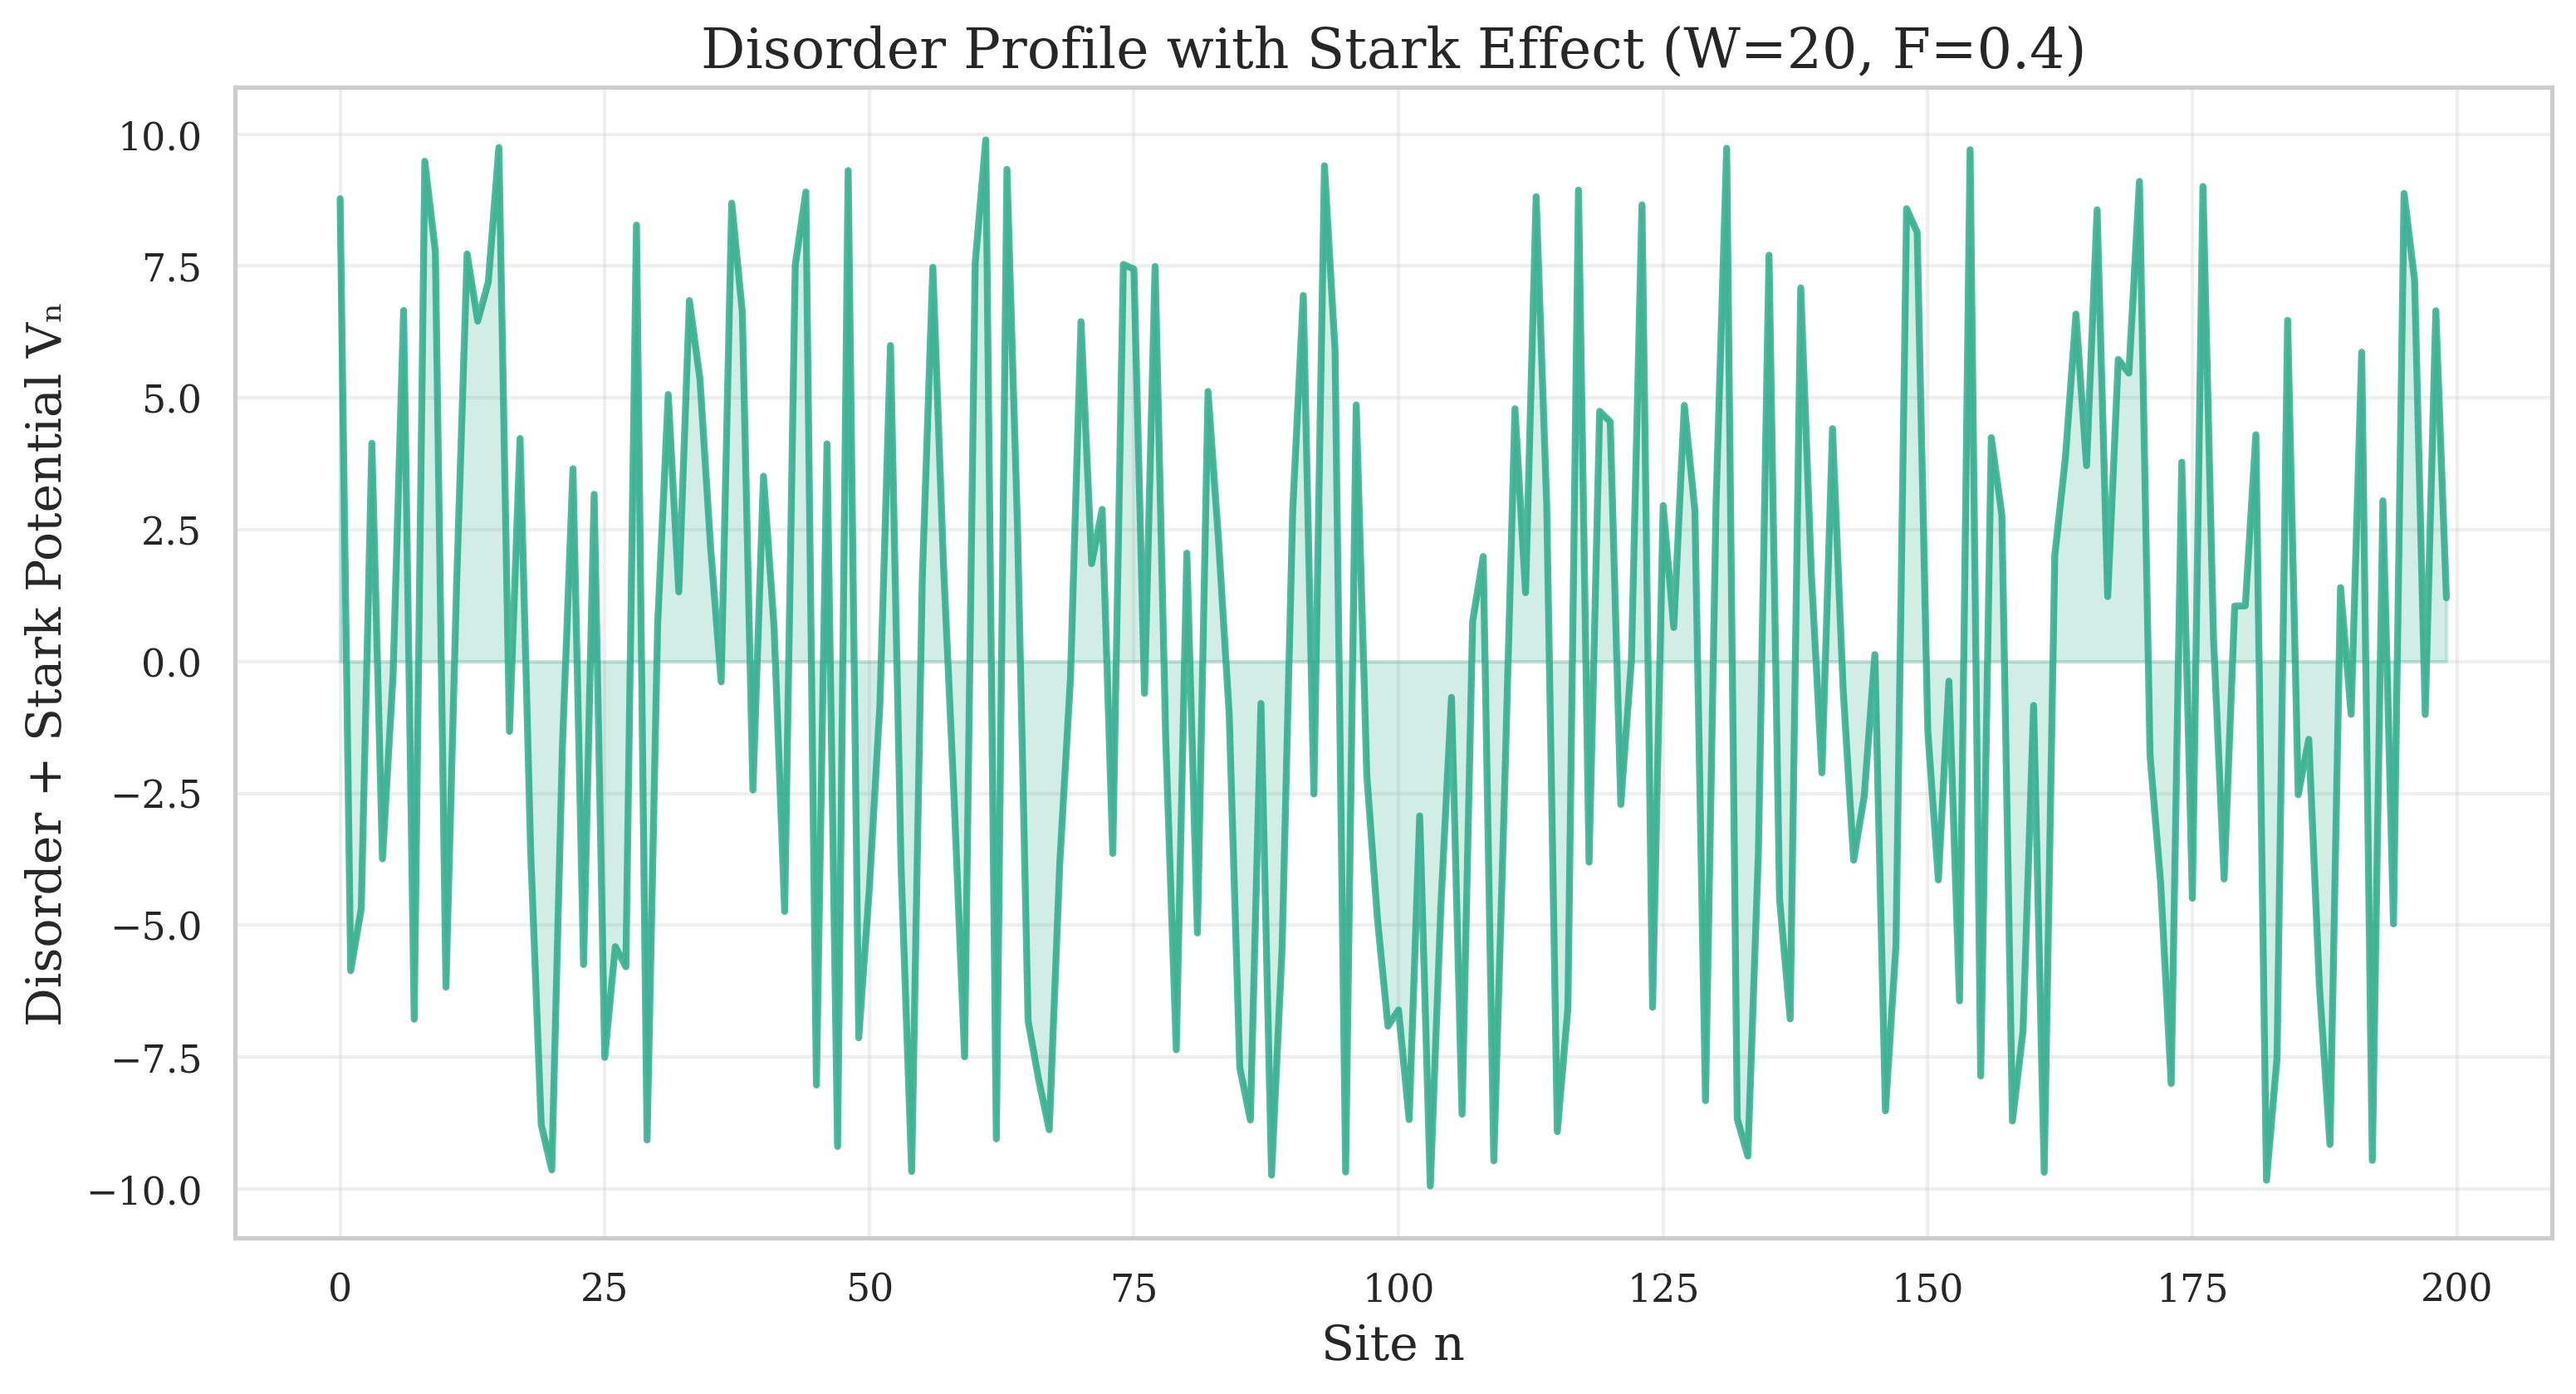 Disorder Profile with Stark Effect (W=20, F=0.4)
Disorder + Stark Potential Vₙ
10.0
7.5
5.0
2.5
0.0
−2.5
−5.0
−7.5
−10.0
0 25 50 75 100 125 150 175 200
Site n